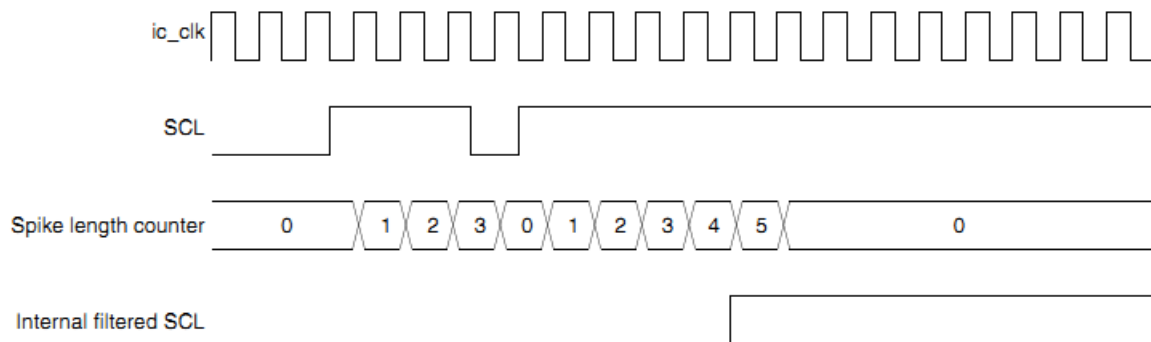 ic_clk
SCL
Spike length counter 0 1 2 3 0 1 2 3 4 5 0
Internal filtered SCL